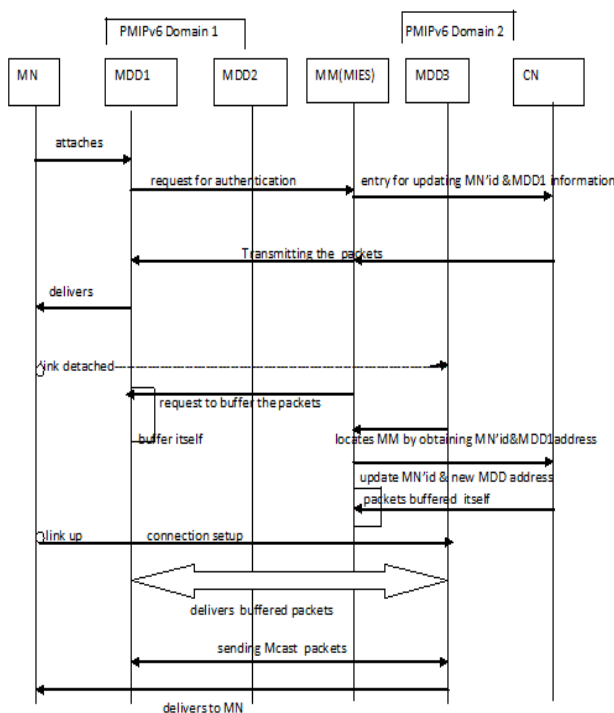 PMIPv6 Domain 1
PMIPv6 Domain 2
MN
MDD1
MDD2
MM(MIES)
MDD3
CN
attaches
request for authentication
entry for updating MN'id &MDD1 information
Transmitting the packets
delivers
link detached
request to buffer the packets
buffer itself
locates MM by obtaining MN'id&MDD1address
update MN'id & new MDD address
packets buffered itself
link up
connection setup
delivers buffered packets
sending Mcast packets
delivers to MN